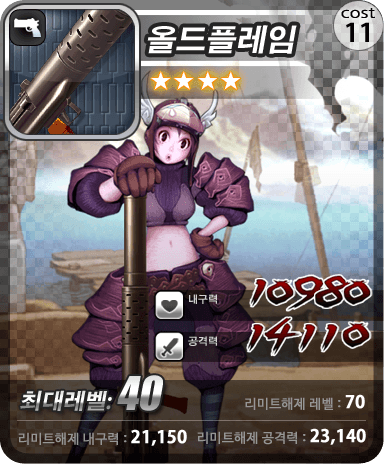 올드플레임
cost
11
내구력 10980
공격력 14110
최대레벨: 40
리미트해제 레벨 : 70
리미트해제 내구력 : 21,150 리미트해제 공격력 : 23,140